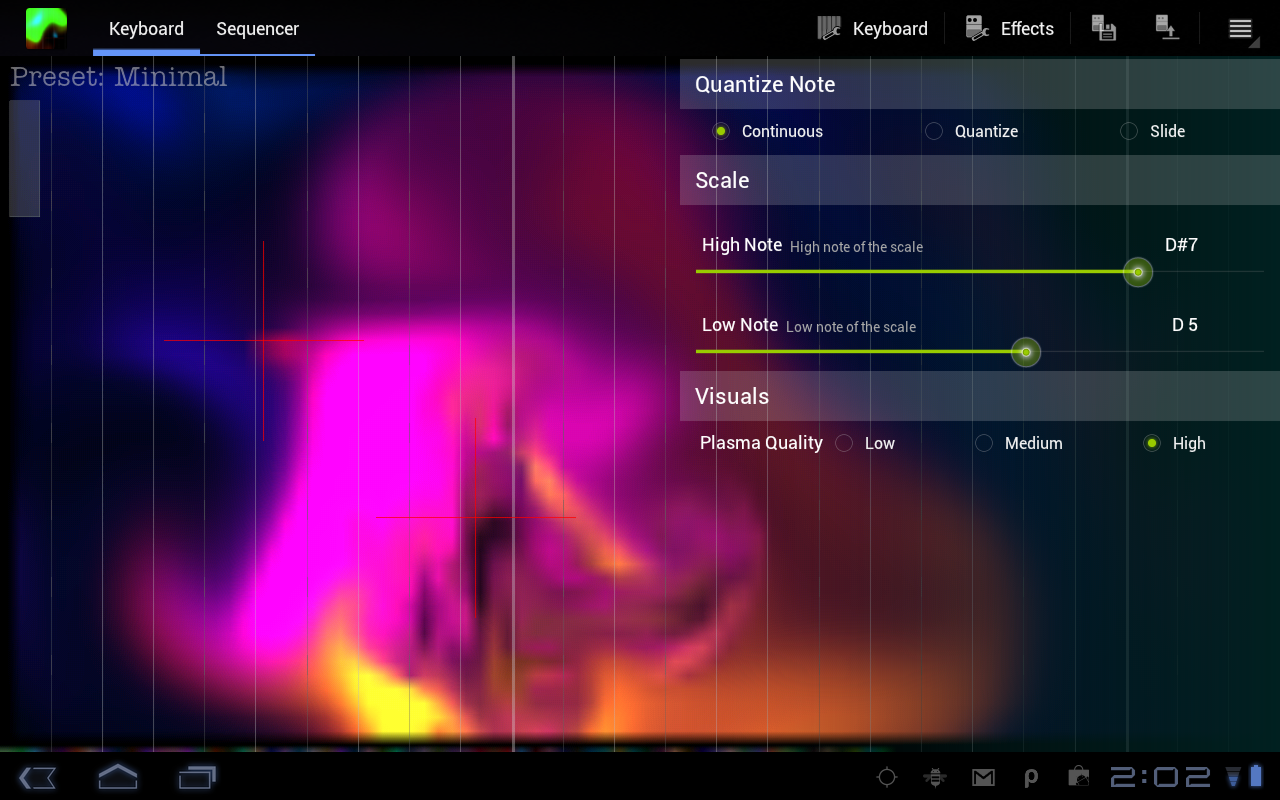 Keyboard Sequencer Keyboard Effects
Preset: Minimal
Quantize Note
Continuous Quantize Slide
Scale
High Note High note of the scale D#7
Low Note Low note of the scale D 5
Visuals
Plasma Quality Low Medium High
2:02